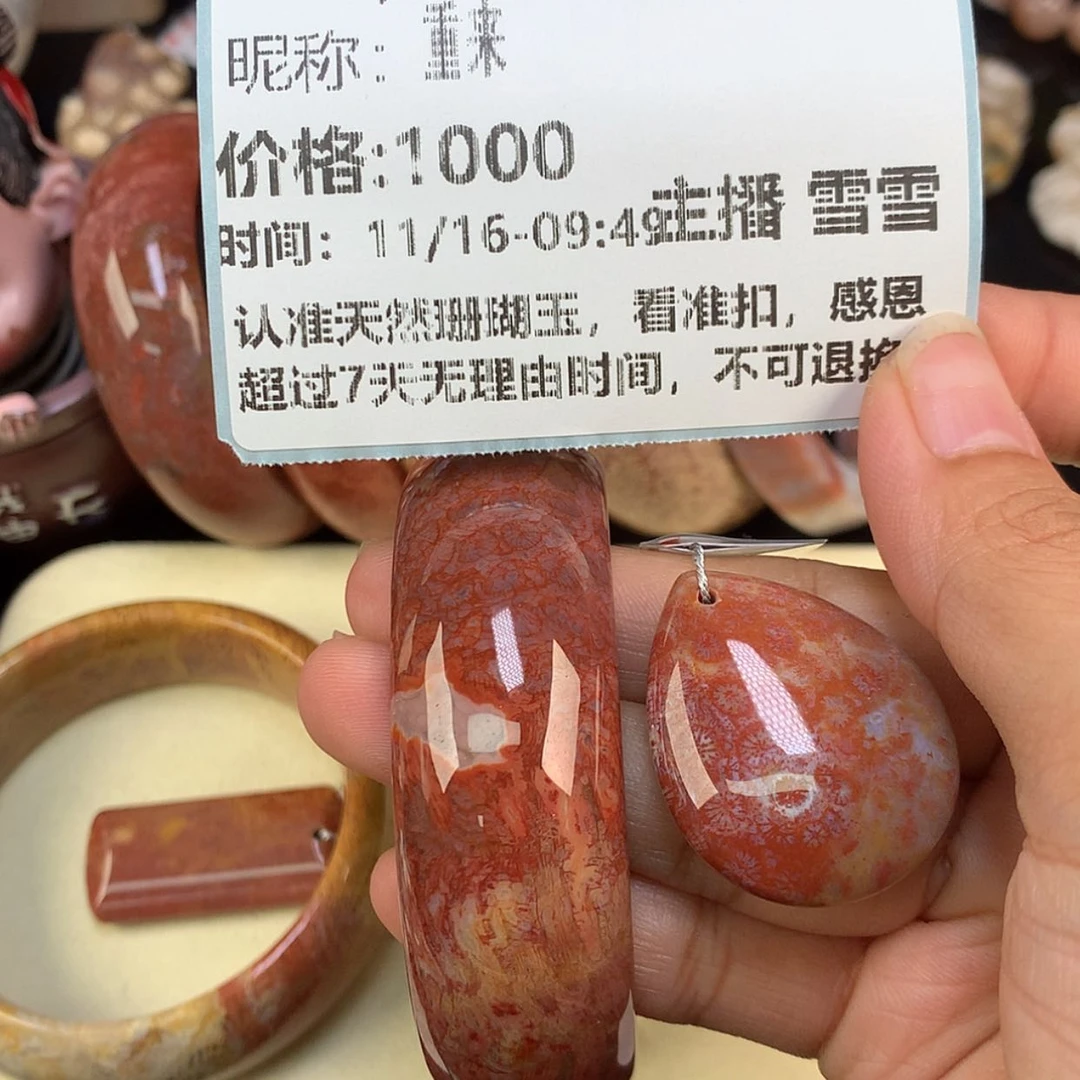 昵称：重来
价格:1000
时间：11/16-09:49主播 雪雪
认准天然珊瑚玉，看准扣，感恩
超过7天无理由时间，不可退换